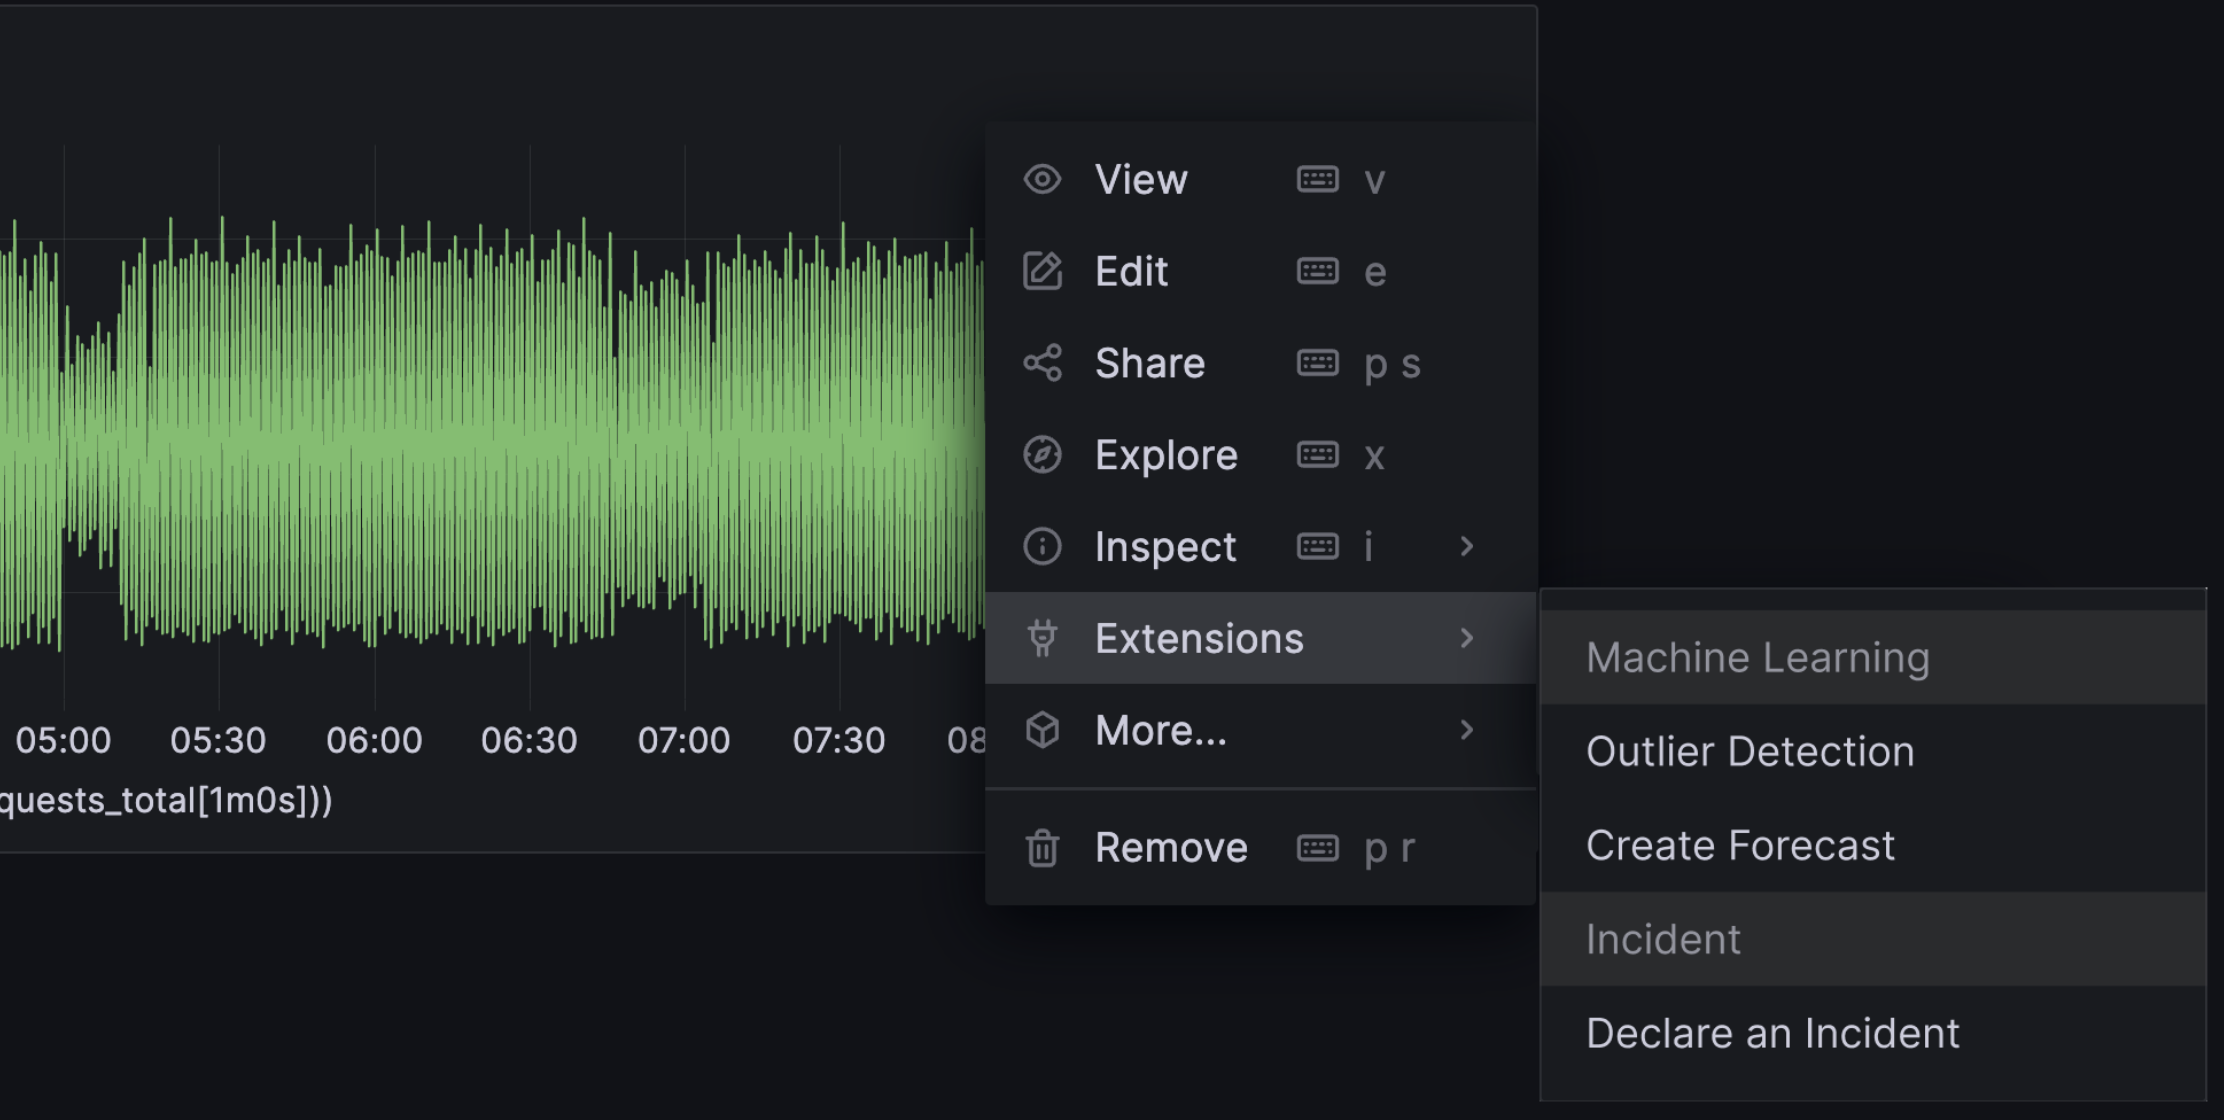 View v
Edit e
Share p s
Explore x
Inspect i
Extensions
More...
Remove p r
Machine Learning
Outlier Detection
Create Forecast
Incident
Declare an Incident
05:00 05:30 06:00 06:30 07:00 07:30 08
quests_total[1m0s]))